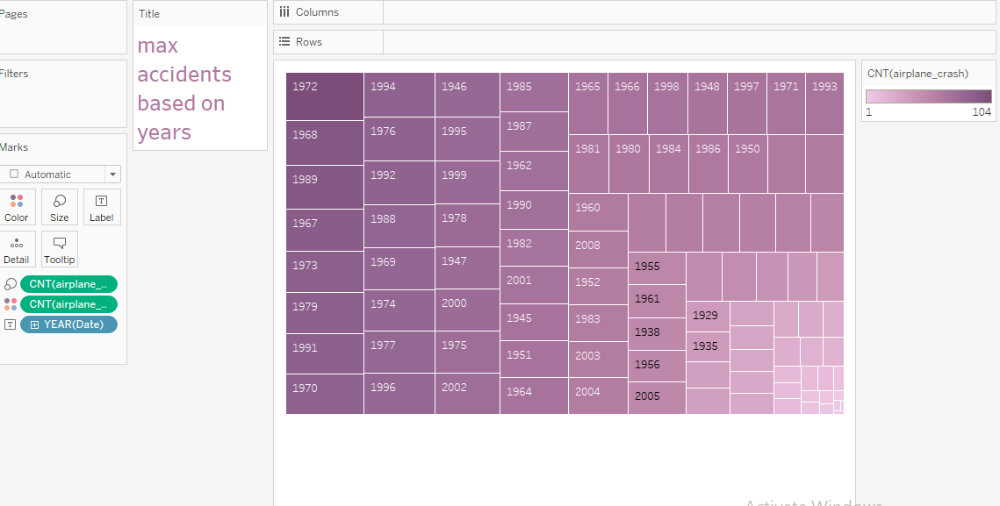 Pages
Title
Columns
Rows
Filters
max
accidents
based on
years
CNT(airplane_crash)
1
104
Marks
Automatic
Color
Size
Label
Detail
Tooltip
CNT(airplane_..
CNT(airplane_..
YEAR(Date)
1972
1968
1989
1967
1973
1979
1991
1970
1994
1976
1992
1988
1969
1974
1977
1996
1946
1995
1999
1978
1947
2000
1975
2002
1985
1987
1962
1990
1982
2001
1945
1951
1964
1965
1966
1998
1948
1997
1971
1993
1981
1980
1984
1986
1950
1960
2008
1952
1983
2003
2004
1955
1961
1938
1956
2005
1929
1935
Activate Windows